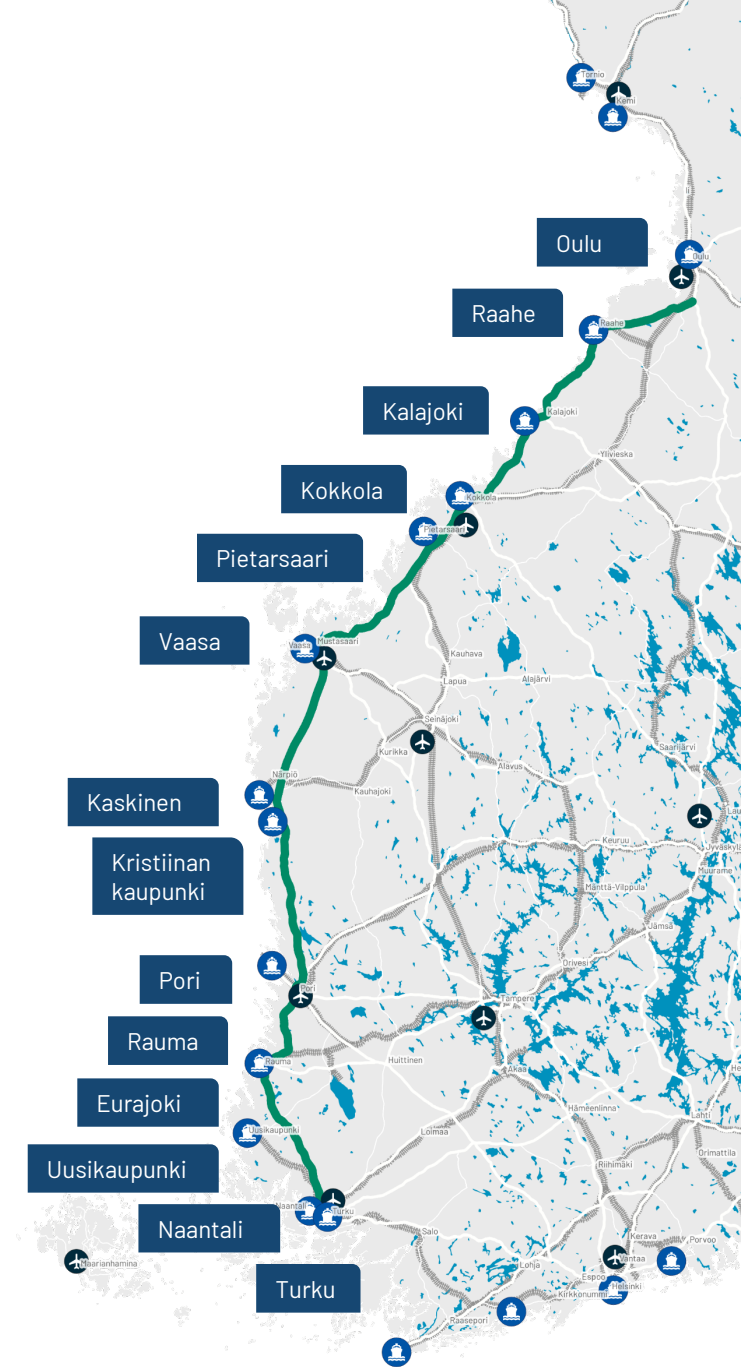 Tornio
Kemi
Ii
Oulu
Oulu
Raahe
Raahe
Kalajoki
Kalajoki
Ylivieska
Kokkola
Kokkola
Pietarsaari
Pietarsaari
Vaasa
Vaasa
Mustasaari
Kauhava
Lapua
Alajärvi
Seinäjoki
Kurikka
Saarijärvi
Alavus
Närpiö
Kauhajoki
Kaskinen
Kristiinan
kaupunki
Keuruu
Jyväskylä
Muurame
Mänttä-Vilppula
Jämsä
Orivesi
Pori
Pori
Tampere
Rauma
Rauma
Huittinen
Akaa
Eurajoki
Hämeenlinna
Lahti
Uusikaupunki
Loimaa
Orimattila
Uusikaupunki
Riihimäki
Naantali
Naantali
Turku
Salo
Kerava
Porvoo
Maarianhamina
Vantaa
Lohja
Espoo
Turku
Helsinki
Kirkkonummi
Raasepori